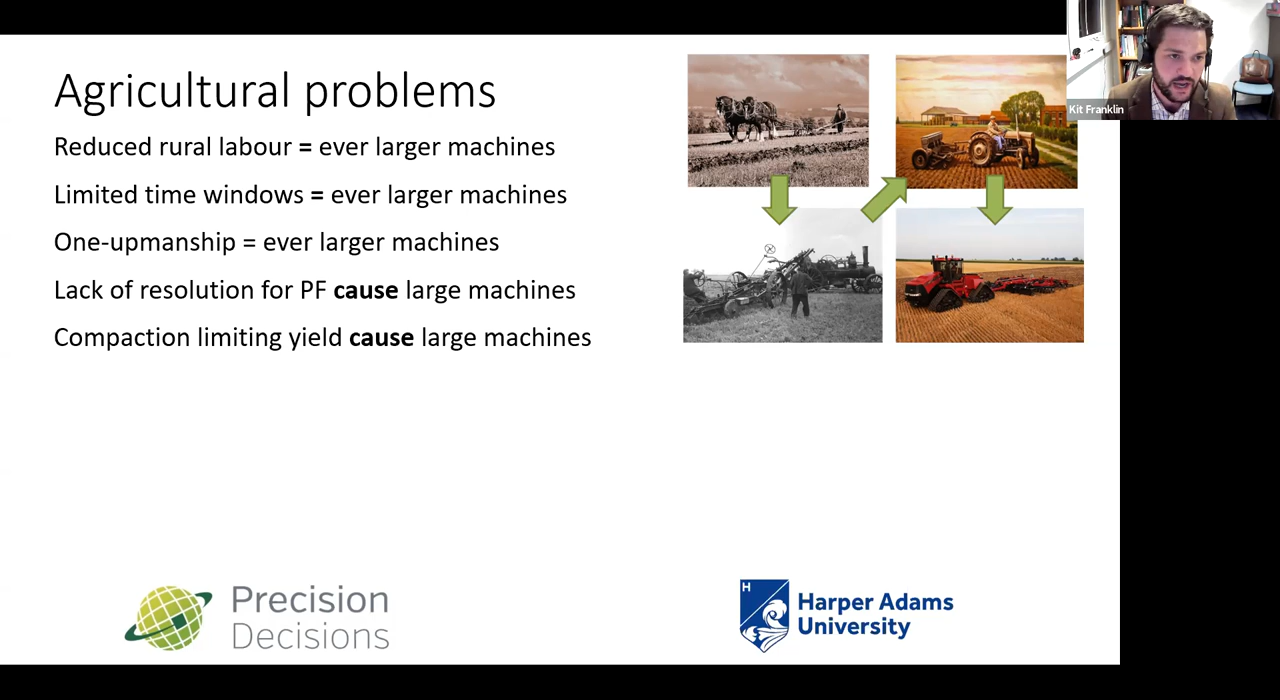 Agricultural problems
Reduced rural labour = ever larger machines
Limited time windows = ever larger machines
One-upmanship = ever larger machines
Lack of resolution for PF cause large machines
Compaction limiting yield cause large machines
Kit Franklin
Precision
Decisions
H
Harper Adams
University